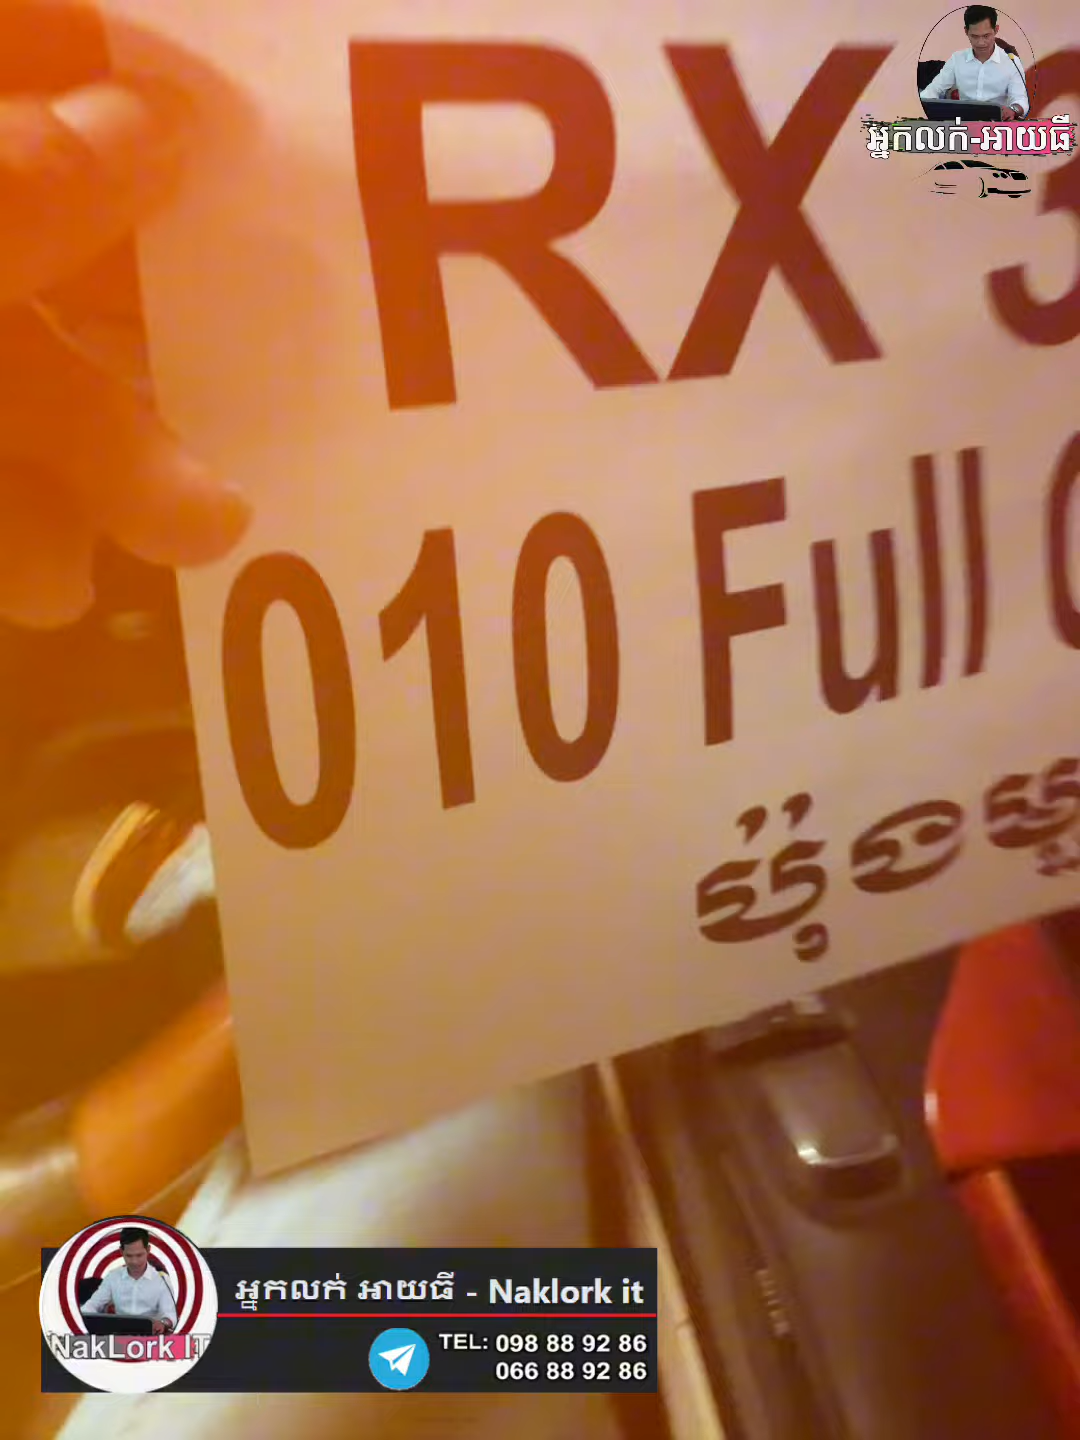 RX 3
អ្នកលក់-អាយធី
010 Full
អ្នកលក់ អាយធី - Naklork it
NakLork IT
TEL: 098 88 92 86
066 88 92 86